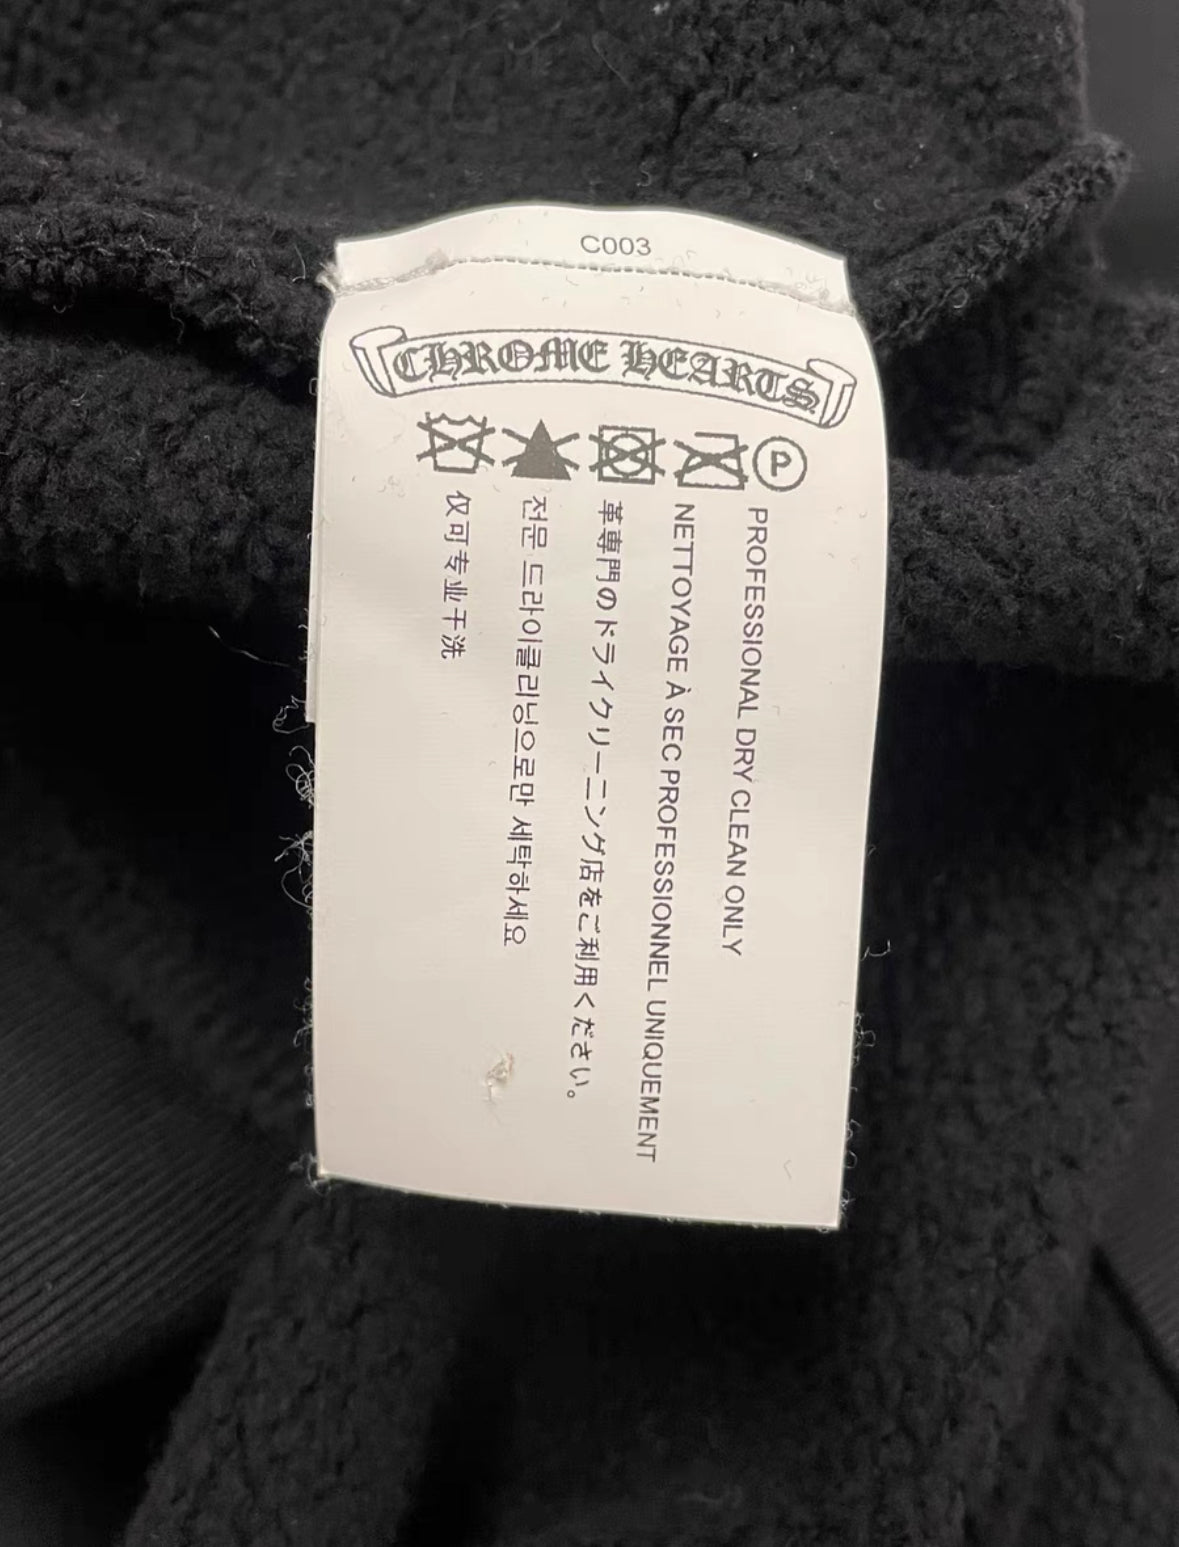 C003
CHROME HEARTS
P
PROFESSIONAL DRY CLEAN ONLY
NETTOYAGE À SEC PROFESSIONNEL UNIQUEMENT
革専門のドライクリーニング店をご利用ください。
전문 드라이클리닝으로만 세탁하세요
仅可专业干洗